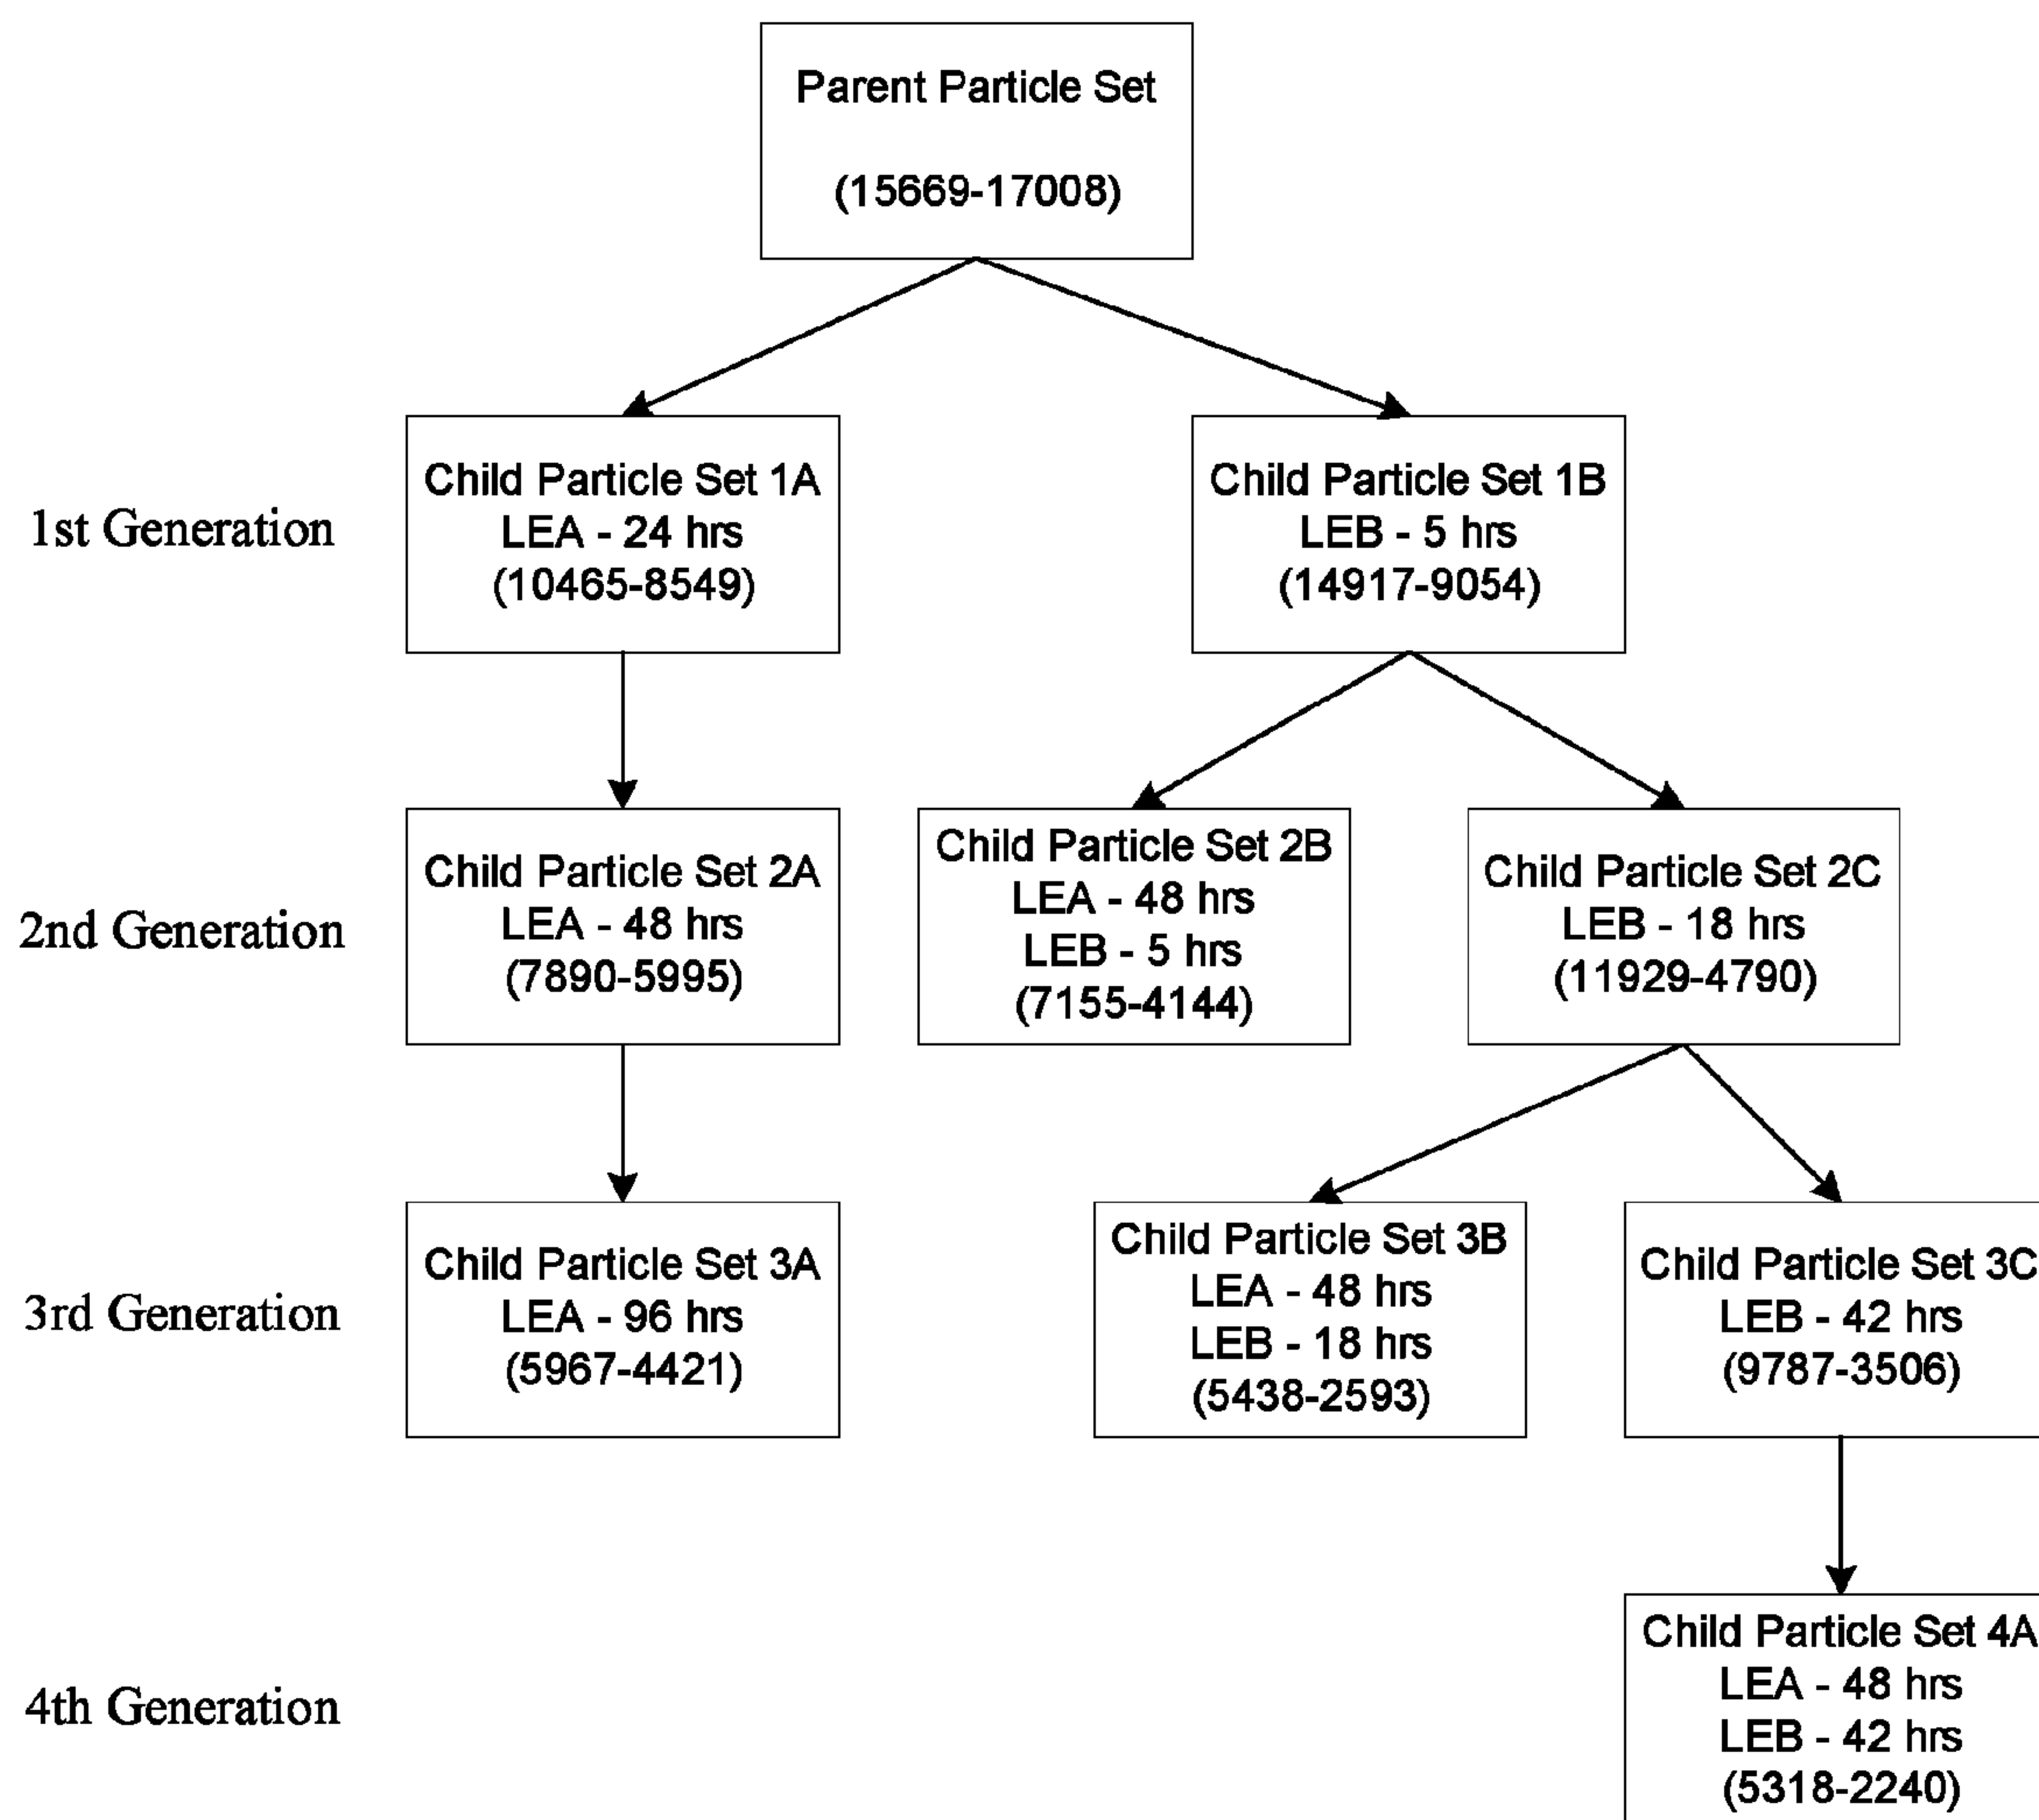 Parent Particle Set
(15669-17008)
1st Generation
Child Particle Set 1A
LEA - 24 hrs
(10465-8549)
Child Particle Set 1B
LEB - 5 hrs
(14917-9054)
2nd Generation
Child Particle Set 2A
LEA - 48 hrs
(7890-5995)
Child Particle Set 2B
LEA - 48 hrs
LEB - 5 hrs
(7155-4144)
Child Particle Set 2C
LEB - 18 hrs
(11929-4790)
3rd Generation
Child Particle Set 3A
LEA - 96 hrs
(5967-4421)
Child Particle Set 3B
LEA - 48 hrs
LEB - 18 hrs
(5438-2593)
Child Particle Set 3C
LEB - 42 hrs
(9787-3506)
4th Generation
Child Particle Set 4A
LEA - 48 hrs
LEB - 42 hrs
(5318-2240)